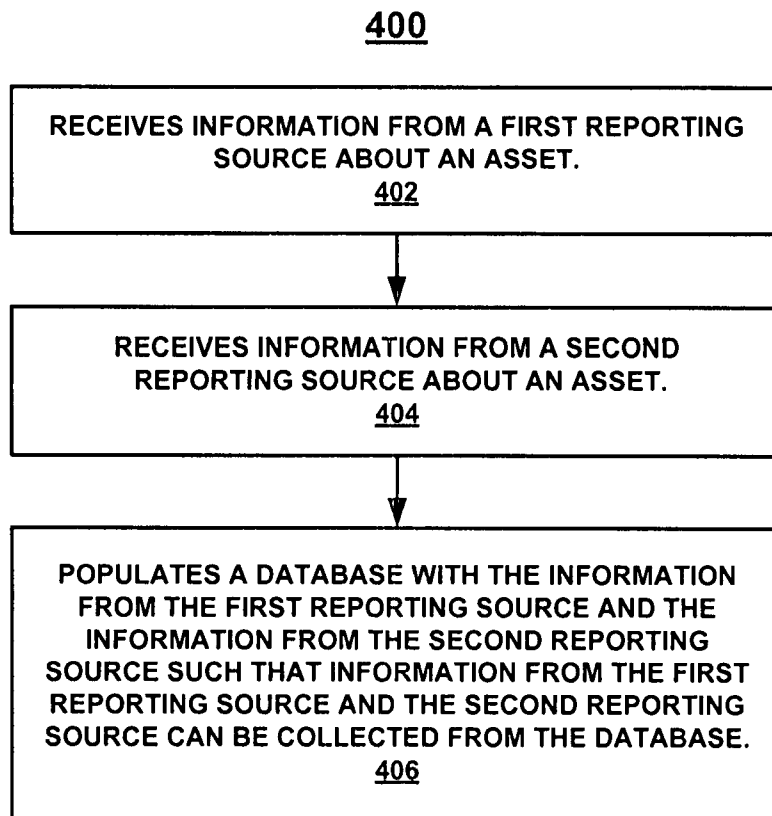 400
RECEIVES INFORMATION FROM A FIRST REPORTING
SOURCE ABOUT AN ASSET.
402
RECEIVES INFORMATION FROM A SECOND
REPORTING SOURCE ABOUT AN ASSET.
404
POPULATES A DATABASE WITH THE INFORMATION
FROM THE FIRST REPORTING SOURCE AND THE
INFORMATION FROM THE SECOND REPORTING
SOURCE SUCH THAT INFORMATION FROM THE FIRST
REPORTING SOURCE AND THE SECOND REPORTING
SOURCE CAN BE COLLECTED FROM THE DATABASE.
406